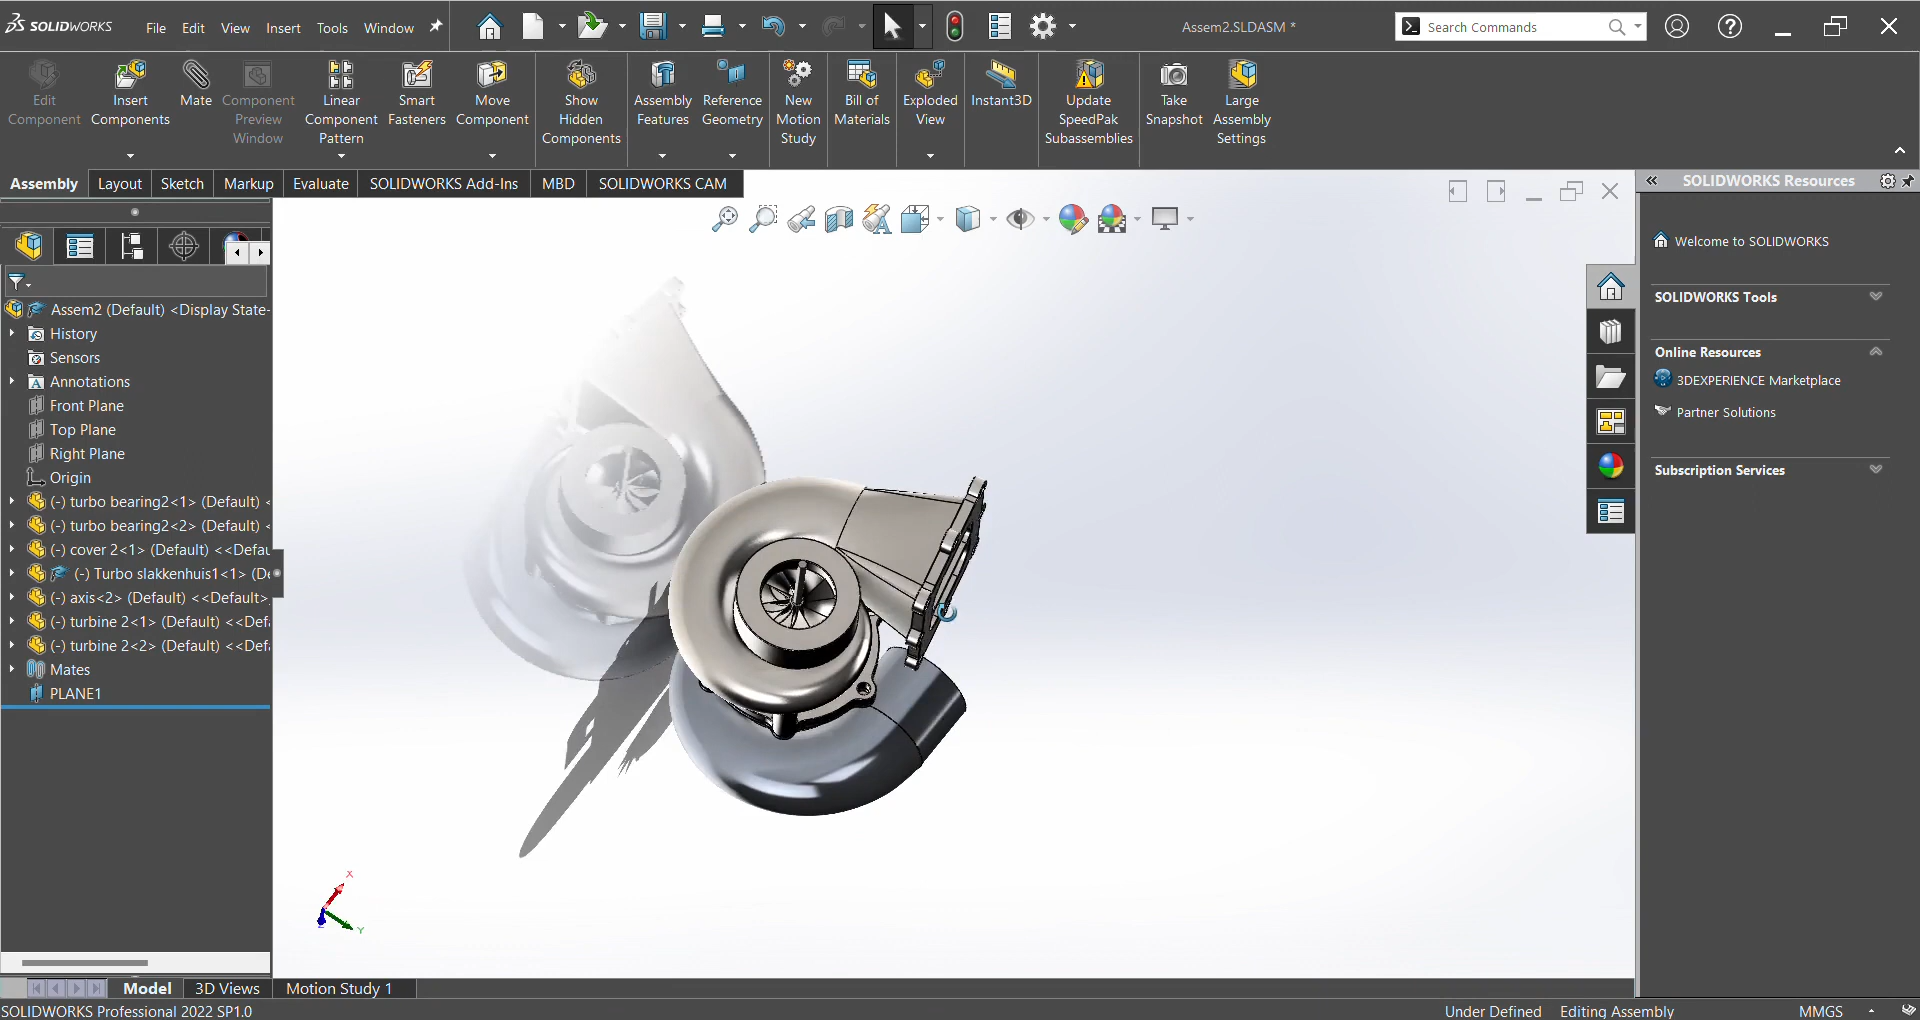 SOLIDWORKS File Edit View Insert Tools Window Assem2.SLDASM * Search Commands
Edit Component
Insert Components
Mate
Component Preview Window
Linear Component Pattern
Smart Fasteners
Move Component
Show Hidden Components
Assembly Features
Reference Geometry
New Motion Study
Bill of Materials
Exploded View
Instant3D
Update SpeedPak Subassemblies
Take Snapshot
Large Assembly Settings
Assembly Layout Sketch Markup Evaluate SOLIDWORKS Add-Ins MBD SOLIDWORKS CAM
Assem2 (Default) <Display State-
History
Sensors
Annotations
Front Plane
Top Plane
Right Plane
Origin
(-) turbo bearing2<1> (Default) <
(-) turbo bearing2<2> (Default) <
(-) cover 2<1> (Default) <<Defau
(-) Turbo slakkenhuis1<1> (De
(-) axis<2> (Default) <<Default>
(-) turbine 2<1> (Default) <<Def
(-) turbine 2<2> (Default) <<Def
Mates
PLANE1
X
Y
Z
SOLIDWORKS Resources
Welcome to SOLIDWORKS
SOLIDWORKS Tools
Online Resources
3DEXPERIENCE Marketplace
Partner Solutions
Subscription Services
Model 3D Views Motion Study 1
SOLIDWORKS Professional 2022 SP1.0 Under Defined Editing Assembly MMGS